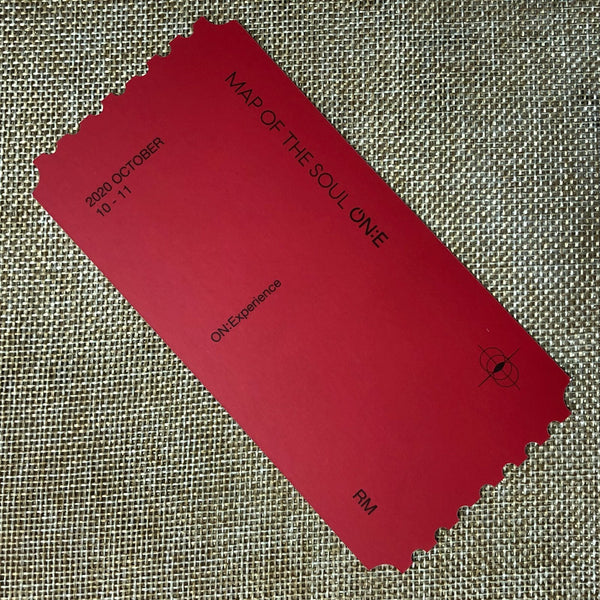 MAP OF THE SOUL ON:E
2020 OCTOBER
10 - 11
ON:Experience
RM